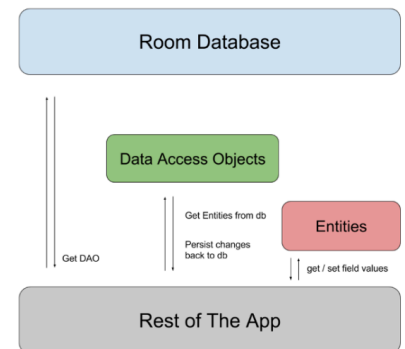 Room Database
Data Access Objects
Get Entities from db
Entities
Persist changes
back to db
Get DAO
get / set field values
Rest of The App